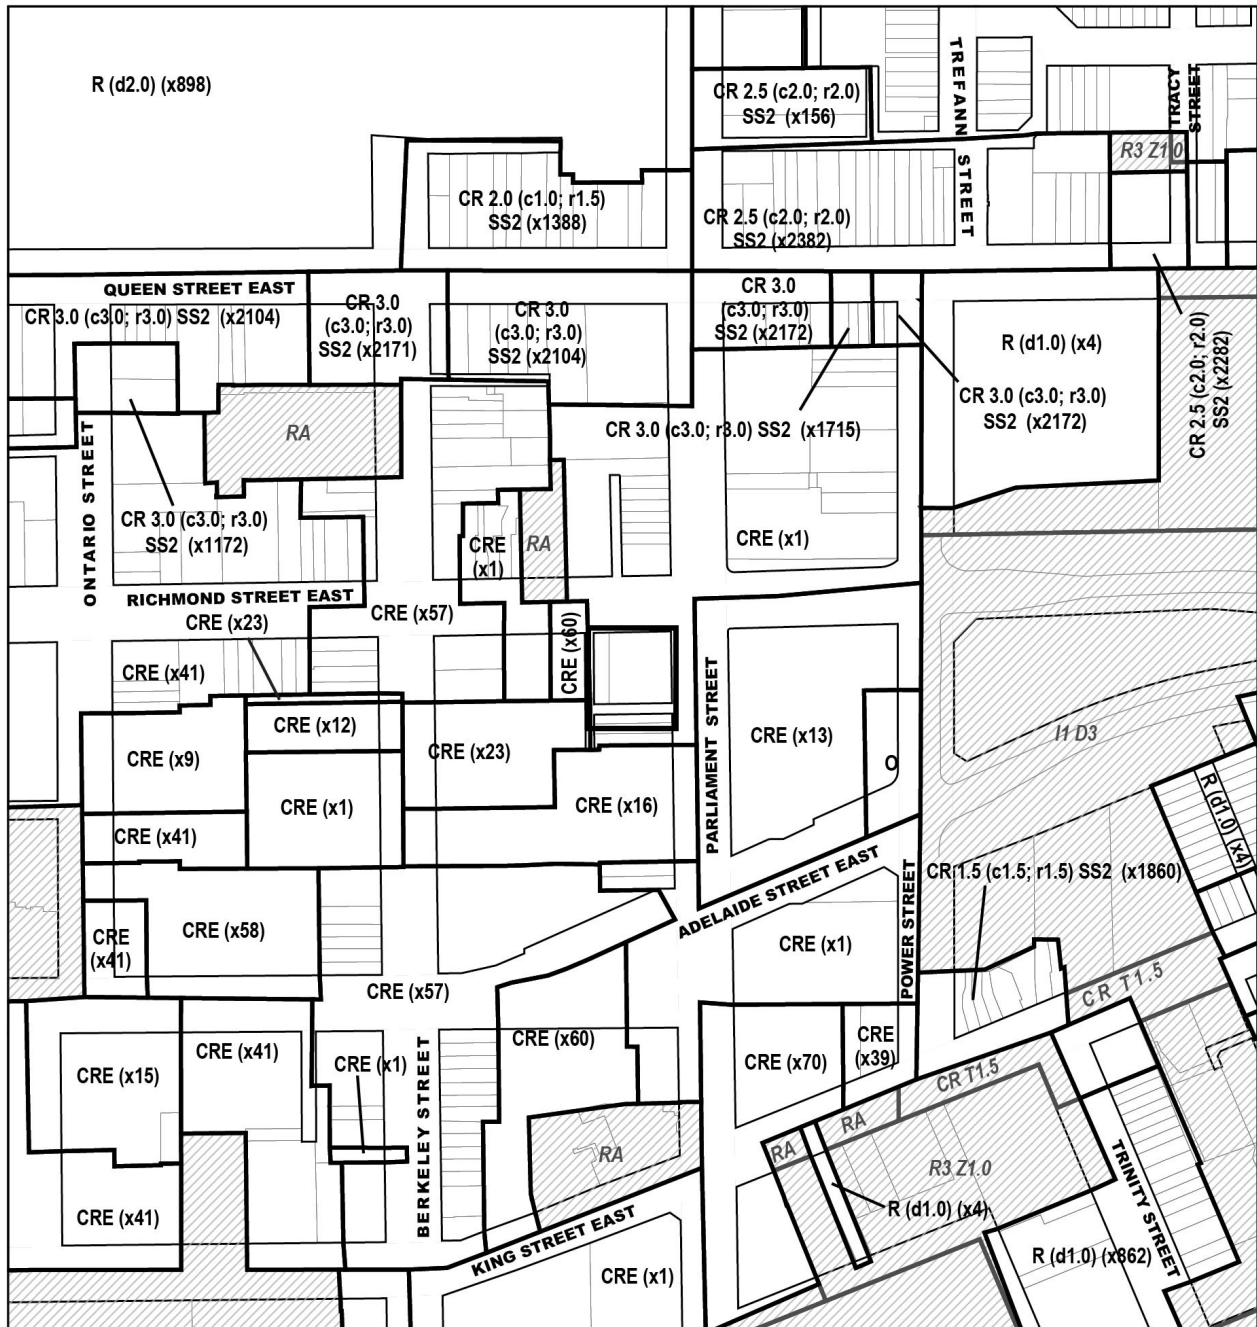 R (d2.0) (x898)
CR 2.5 (c2.0; r2.0)
SS2 (x156)
TREFANN
STREET
TRACY
STREET
R3 Z1.0
CR 2.0 (c1.0; r1.5)
SS2 (x1388)
CR 2.5 (c2.0; r2.0)
SS2 (x2382)
QUEEN STREET EAST
CR 3.0 (c3.0; r3.0) SS2 (x2104)
CR 3.0
(c3.0; r3.0)
SS2 (x2171)
CR 3.0
(c3.0; r3.0)
SS2 (x2104)
CR 3.0
(c3.0; r3.0)
SS2 (x2172)
R (d1.0) (x4)
CR 3.0 (c3.0; r3.0)
SS2 (x2172)
CR 2.5 (c2.0; r2.0)
SS2 (x2282)
RA
CR 3.0 (c3.0; r3.0) SS2 (x1715)
ONTARIO STREET
CR 3.0 (c3.0; r3.0)
SS2 (x1172)
CRE
(x1)
RA
CRE (x1)
RICHMOND STREET EAST
CRE (x23)
CRE (x57)
CRE (x60)
CRE (x41)
PARLIAMENT STREET
CRE (x12)
CRE (x9)
CRE (x23)
CRE (x13)
O
I1 D3
CRE (x1)
CRE (x16)
CRE (x41)
R (d1.0) (x4)
ADELAIDE STREET EAST
POWER STREET
CR 1.5 (c1.5; r1.5) SS2 (x1860)
CRE
(x41)
CRE (x58)
CRE (x1)
CRE (x57)
CR T1.5
CRE (x15)
CRE (x41)
CRE (x1)
BERKELEY STREET
CRE (x60)
CRE (x70)
CRE
(x39)
CR T1.5
RA
RA
RA
R3 Z1.0
TRINITY STREET
CRE (x41)
R (d1.0) (x4)
KING STREET EAST
CRE (x1)
R (d1.0) (x862)